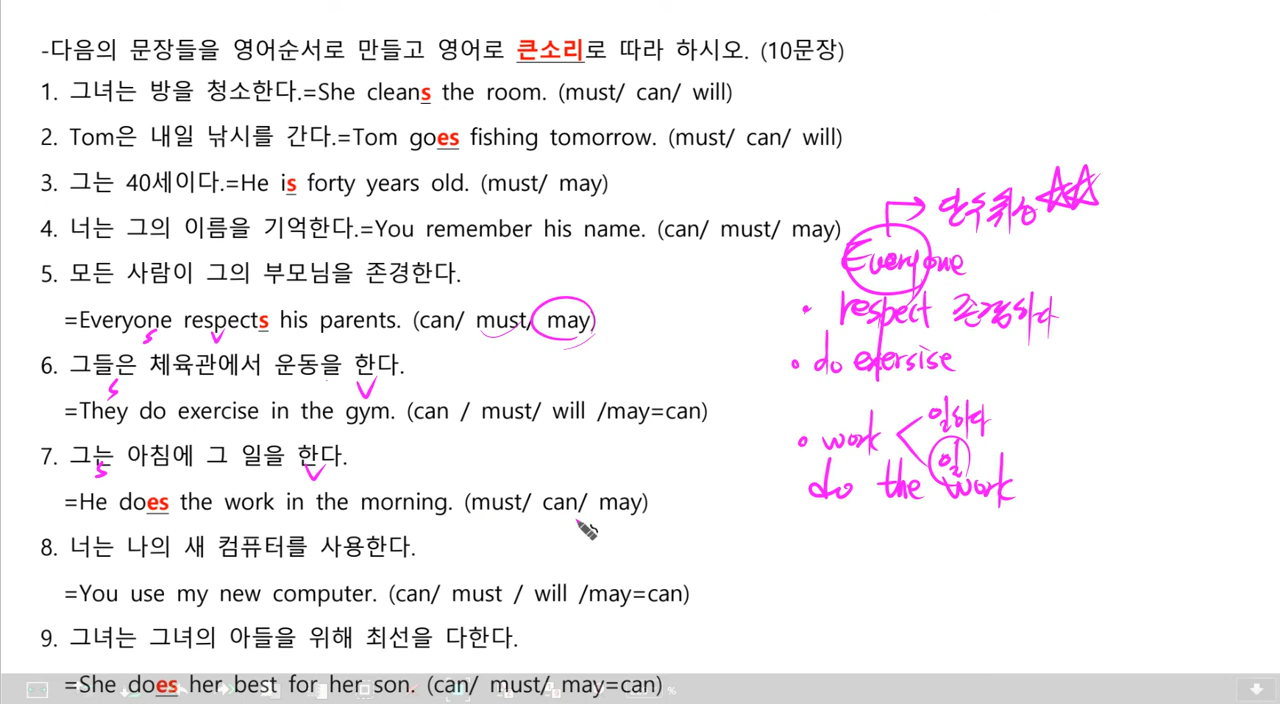 -다음의 문장들을 영어순서로 만들고 영어로 큰소리로 따라 하시오. (10문장)
1. 그녀는 방을 청소한다.=She cleans the room. (must/ can/ will)
2. Tom은 내일 낚시를 간다.=Tom goes fishing tomorrow. (must/ can/ will)
3. 그는 40세이다.=He is forty years old. (must/ may)
4. 너는 그의 이름을 기억한다.=You remember his name. (can/ must/ may)
5. 모든 사람이 그의 부모님을 존경한다.
=Everyone respects his parents. (can/ must/ may)
s v
6. 그들은 체육관에서 운동을 한다.
s v
=They do exercise in the gym. (can / must/ will /may=can)
7. 그는 아침에 그 일을 한다.
s v
=He does the work in the morning. (must/ can/ may)
8. 너는 나의 새 컴퓨터를 사용한다.
=You use my new computer. (can/ must / will /may=can)
9. 그녀는 그녀의 아들을 위해 최선을 다한다.
=She does her best for her son. (can/ must/ may=can)
단수취급
Everyone
• respect 존경하다
• do exersise
• work 일하다
일
do the work